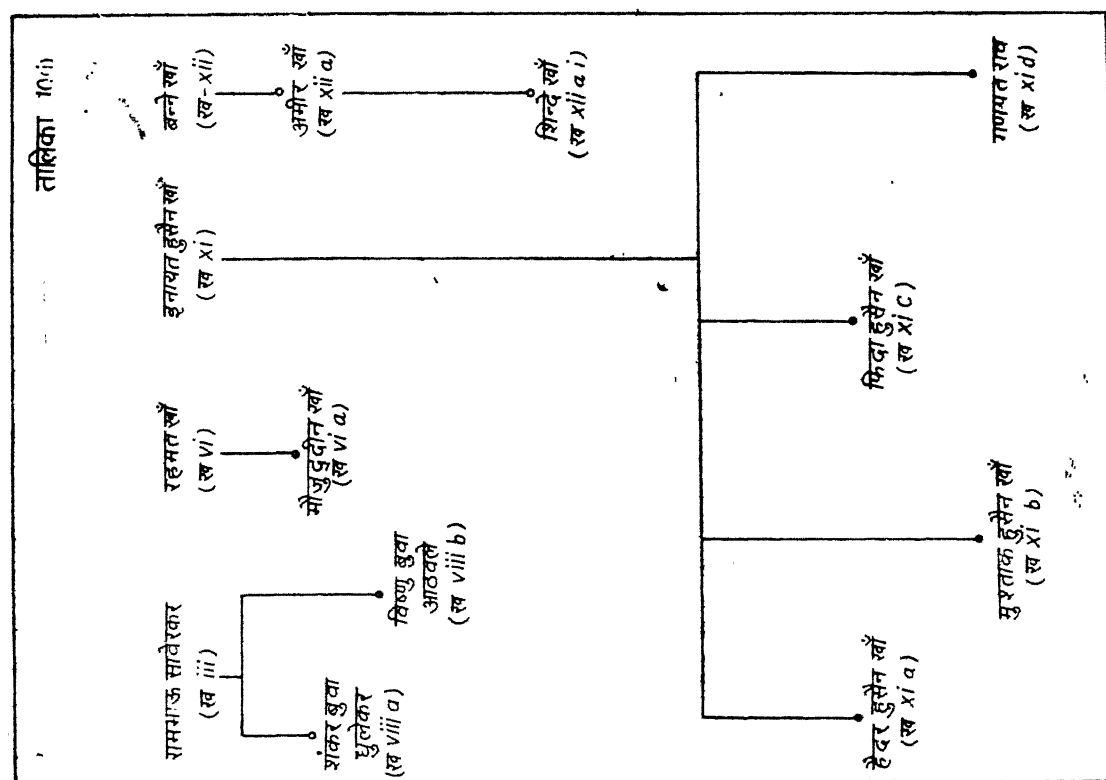 तालिका 10
रामभाऊ सावेरकर
(ख iii)
शंकर बुवा
धुलेकर
(ख viii a)
विष्णु बुवा
आठवले
(ख viii b)
रहमत खाँ
(ख vi)
मौजुद्दीन खाँ
(ख vi a)
इनायत हुसैन खाँ
(ख xi)
हैदर हुसैन खाँ
(ख xi a)
मुश्ताक हुसैन खाँ
(ख xi b)
फिदा हुसैन खाँ
(ख xi c)
गणपत राव
(ख xi d)
बन्ने खाँ
(ख-xii)
अमीर खाँ
(ख xii a)
शिन्दे खाँ
(ख xii a i)